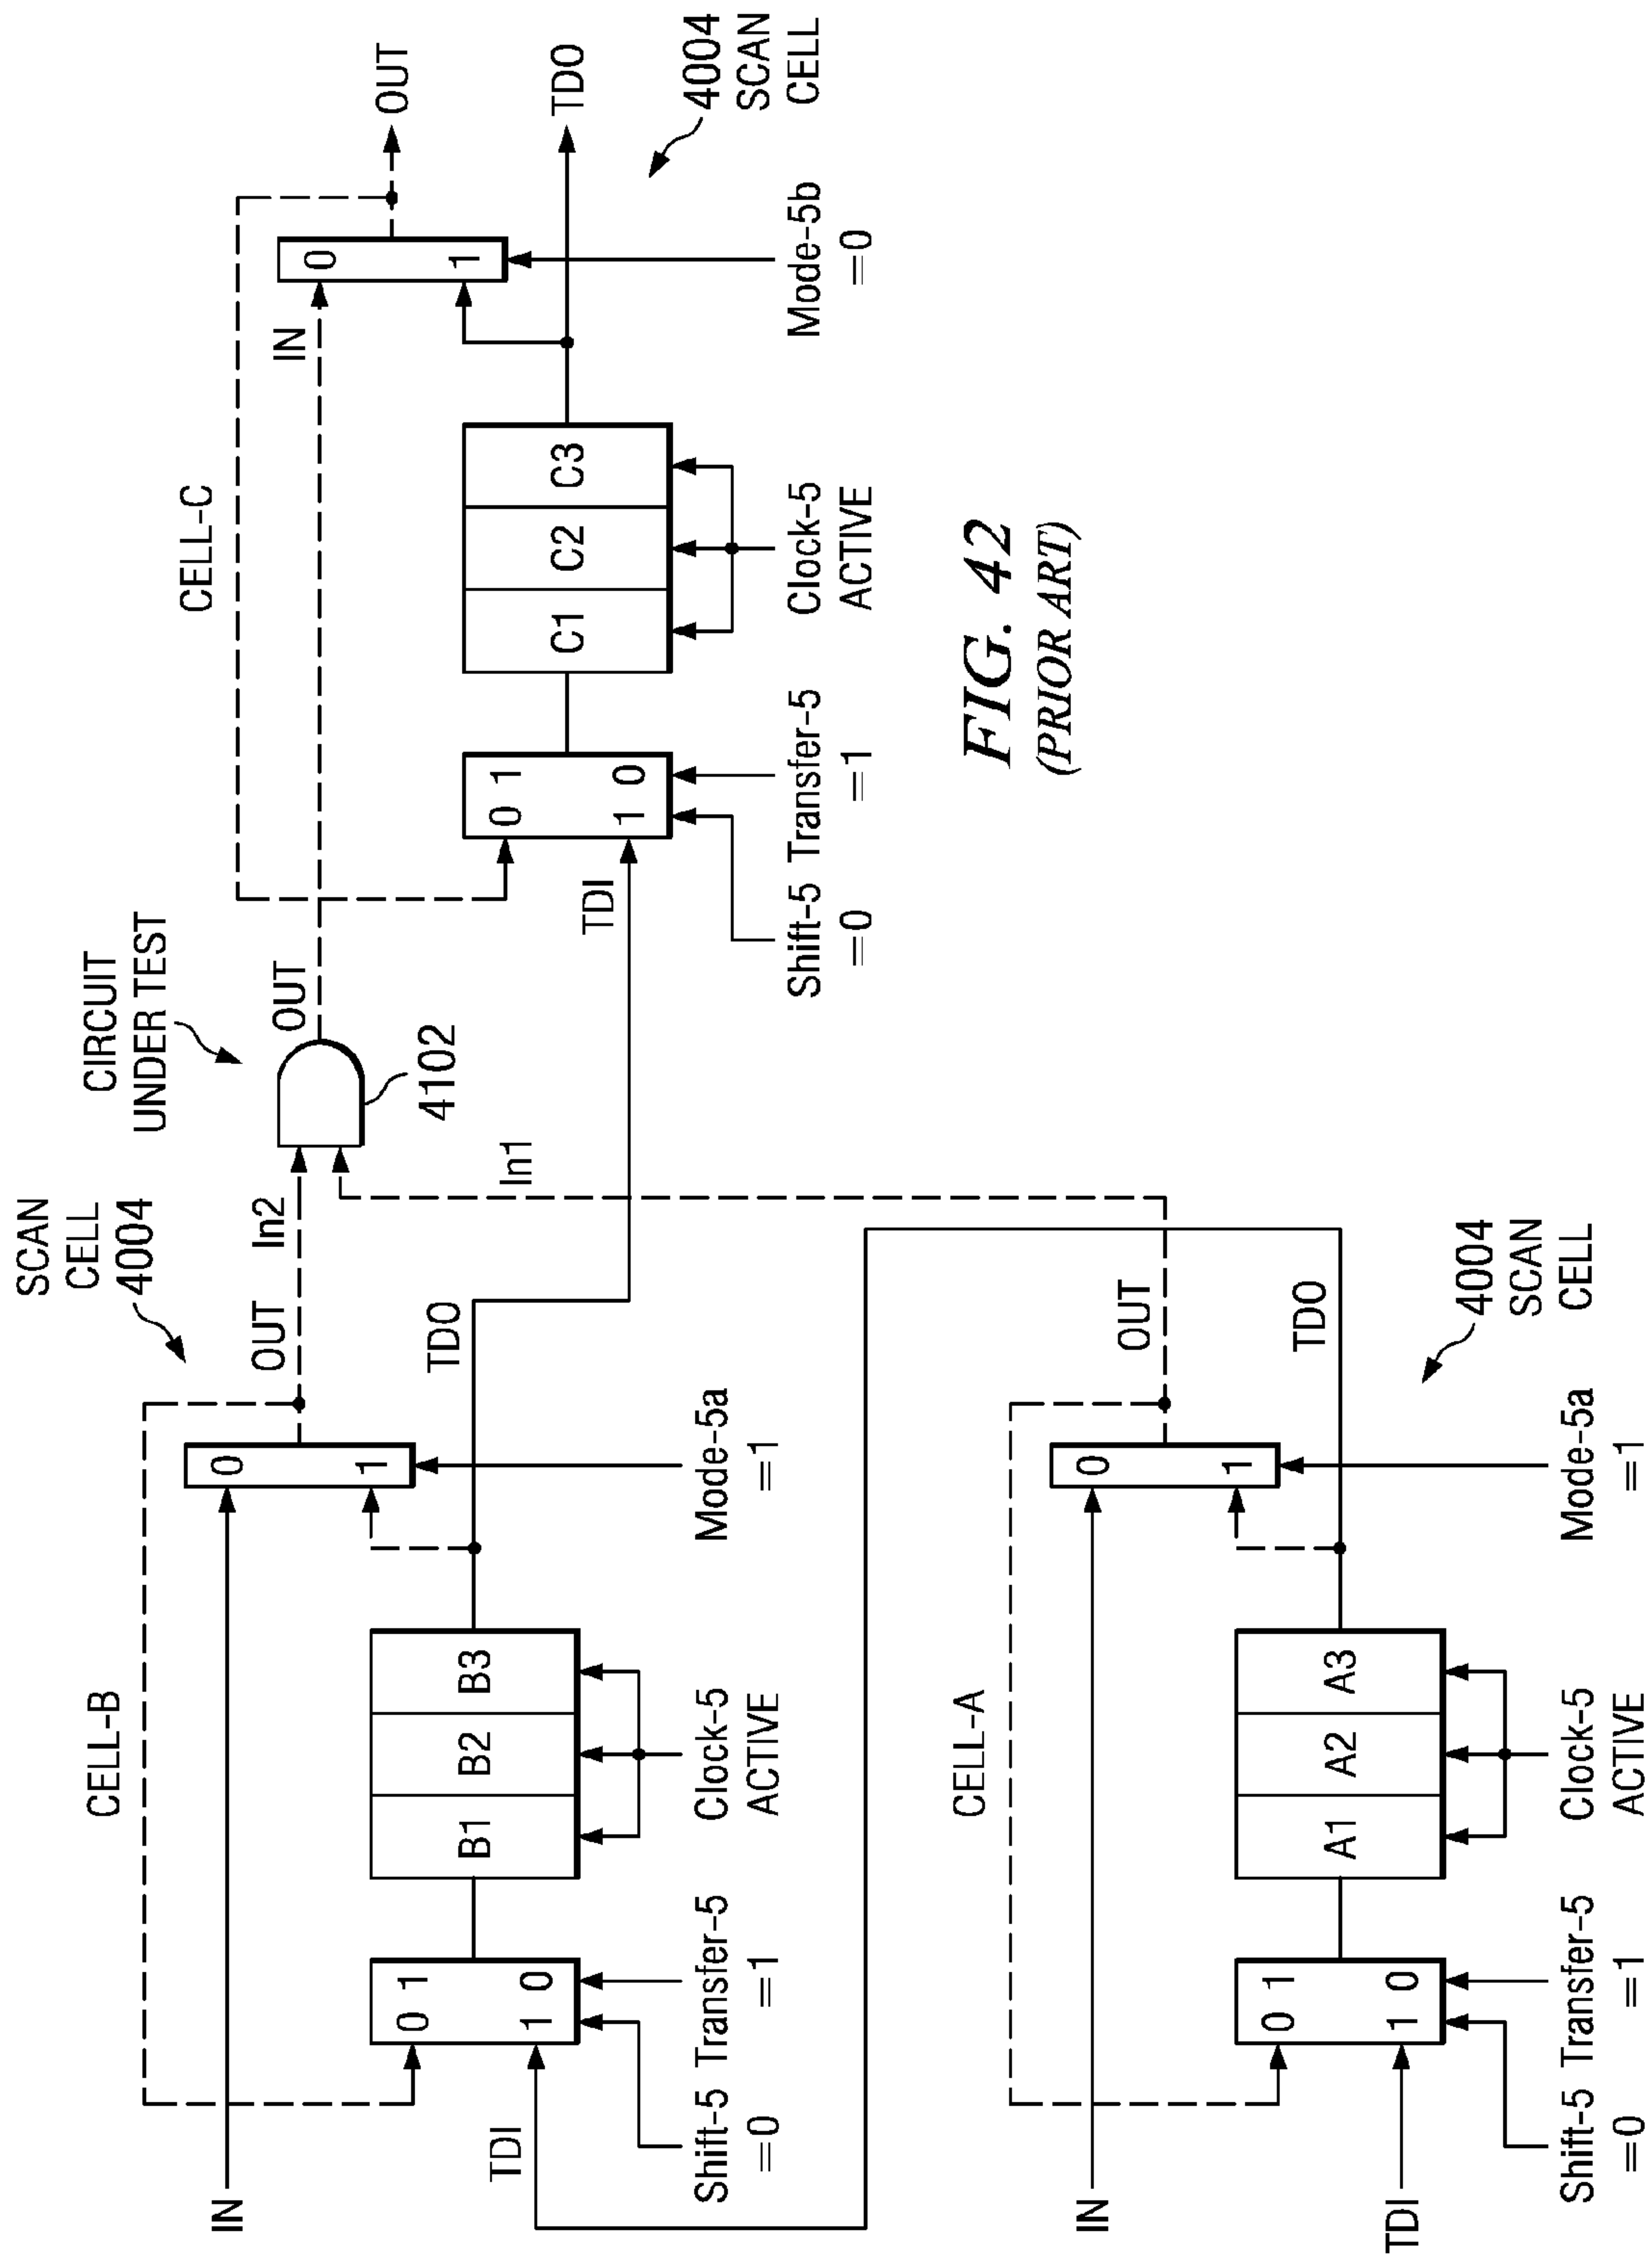 SCAN
CELL
4004
CIRCUIT
UNDER TEST
CELL-B
CELL-C
IN
0
1
OUT
In2
OUT
4102
IN
0
1
OUT
0 1
1 0
TDI
B1
B2
B3
TDO
In1
TDI
0 1
1 0
C1
C2
C3
TDO
Shift-5
=0
Transfer-5
=1
Clock-5
ACTIVE
Mode-5a
=1
Shift-5
=0
Transfer-5
=1
Clock-5
ACTIVE
Mode-5b
=0
4004
SCAN
CELL
CELL-A
IN
0
1
OUT
0 1
1 0
TDI
A1
A2
A3
TDO
Shift-5
=0
Transfer-5
=1
Clock-5
ACTIVE
Mode-5a
=1
4004
SCAN
CELL
FIG. 42
(PRIOR ART)